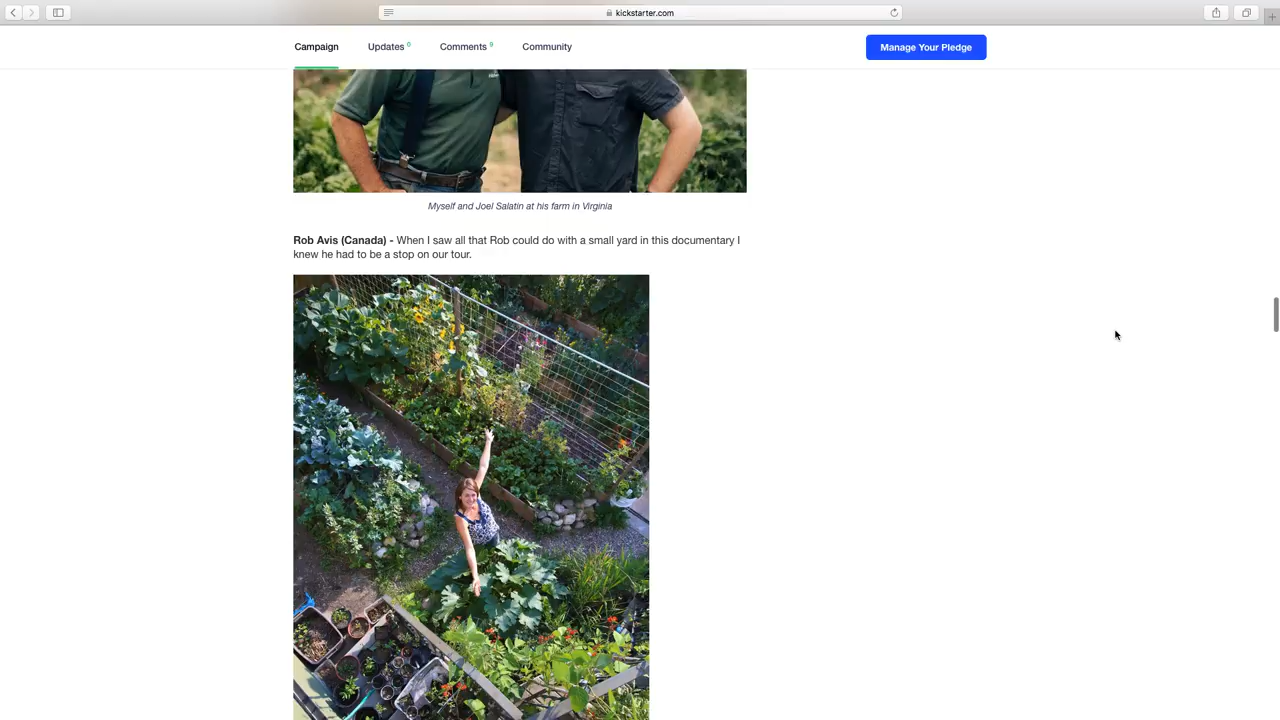 kickstarter.com
Campaign Updates 6 Comments 9 Community Manage Your Pledge
Myself and Joel Salatin at his farm in Virginia
Rob Avis (Canada) - When I saw all that Rob could do with a small yard in this documentary I
knew he had to be a stop on our tour.